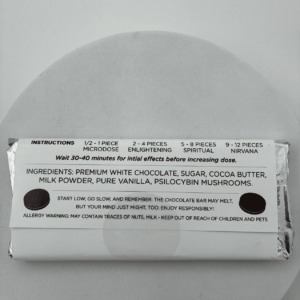 INSTRUCTIONS 1/2 - 1 PIECE 2 - 4 PIECES 5 - 8 PIECES 9 - 12 PIECES
MICRODOSE ENLIGHTENING SPIRITUAL NIRVANA
Wait 30-40 minutes for intial effects before increasing dose.
INGREDIENTS: PREMIUM WHITE CHOCOLATE, SUGAR, COCOA BUTTER,
MILK POWDER, PURE VANILLA, PSILOCYBIN MUSHROOMS.
START LOW, GO SLOW, AND REMEMBER: THE CHOCOLATE BAR MAY MELT,
BUT YOUR MIND JUST MIGHT, TOO. ENJOY RESPONSIBLY!
ALLERGY WARNING: MAY CONTAIN TRACES OF NUTS, MILK - KEEP OUT OF REACH OF CHILDREN AND PETS